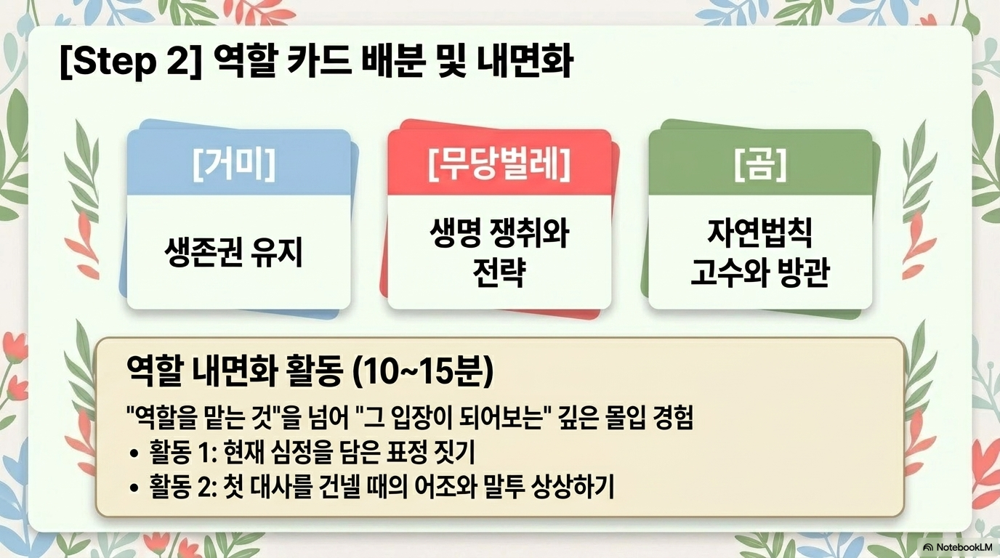 [Step 2] 역할 카드 배분 및 내면화
[거미]
생존권 유지
[무당벌레]
생명 쟁취와
전략
[곰]
자연법칙
고수와 방관
역할 내면화 활동 (10~15분)
"역할을 맡는 것"을 넘어 "그 입장이 되어보는" 깊은 몰입 경험
• 활동 1: 현재 심정을 담은 표정 짓기
• 활동 2: 첫 대사를 건넬 때의 어조와 말투 상상하기
NotebookLM